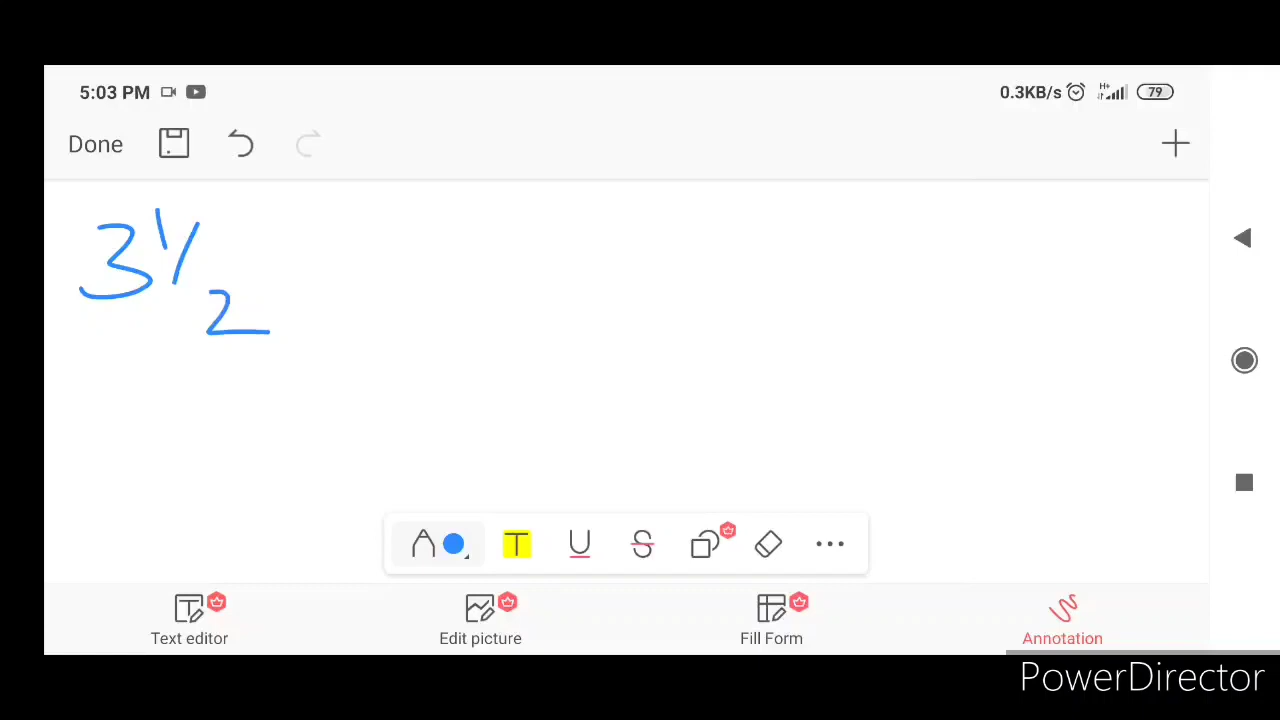 5:03 PM 0.3KB/s H+ 79
Done
3 1/2
T U S
Text editor Edit picture Fill Form Annotation
PowerDirector